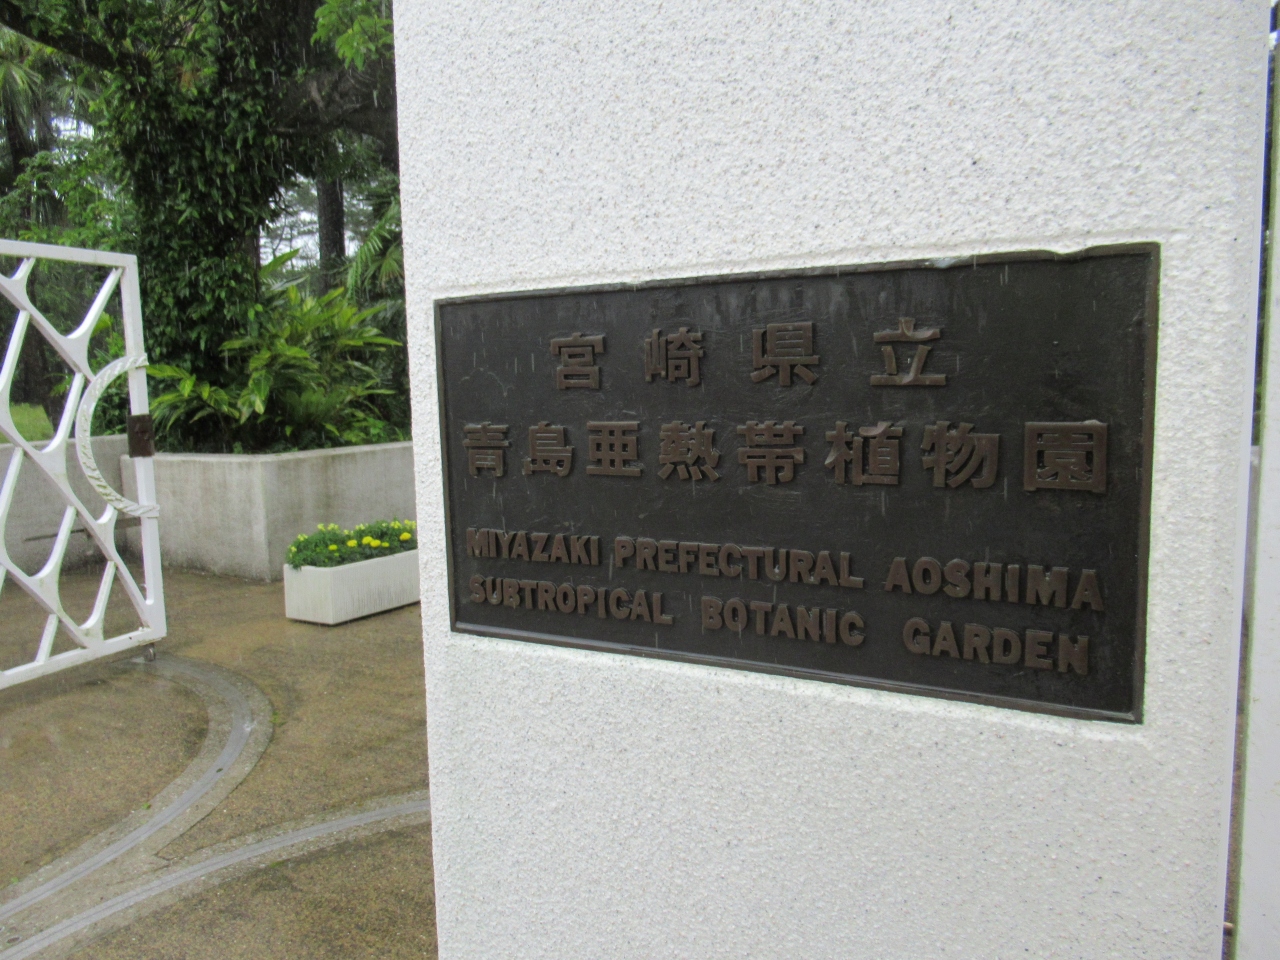 宮崎県立
青島亜熱帯植物園
MIYAZAKI PREFECTURAL AOSHIMA
SUBTROPICAL BOTANIC GARDEN